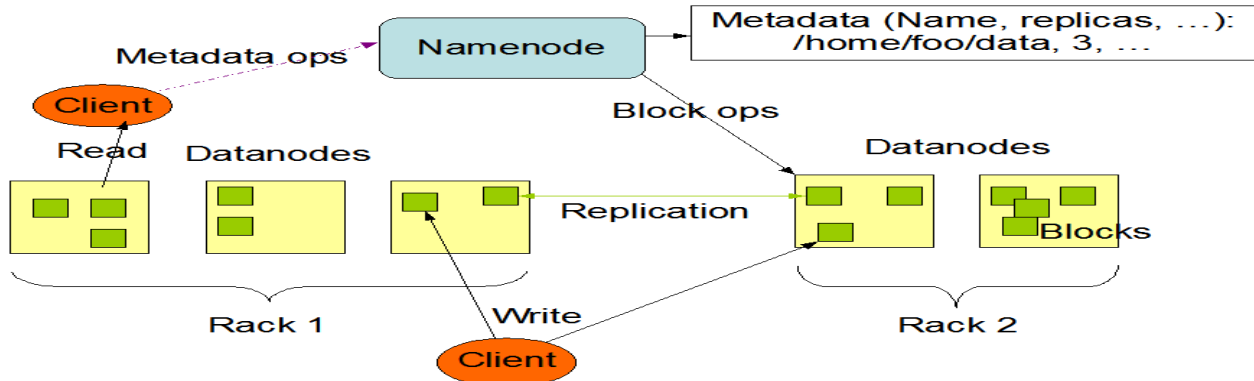 Metadata (Name, replicas, ...):
/home/foo/data, 3, ...
Namenode
Metadata ops
Client
Block ops
Read
Datanodes
Datanodes
Replication
Blocks
Rack 1
Write
Rack 2
Client